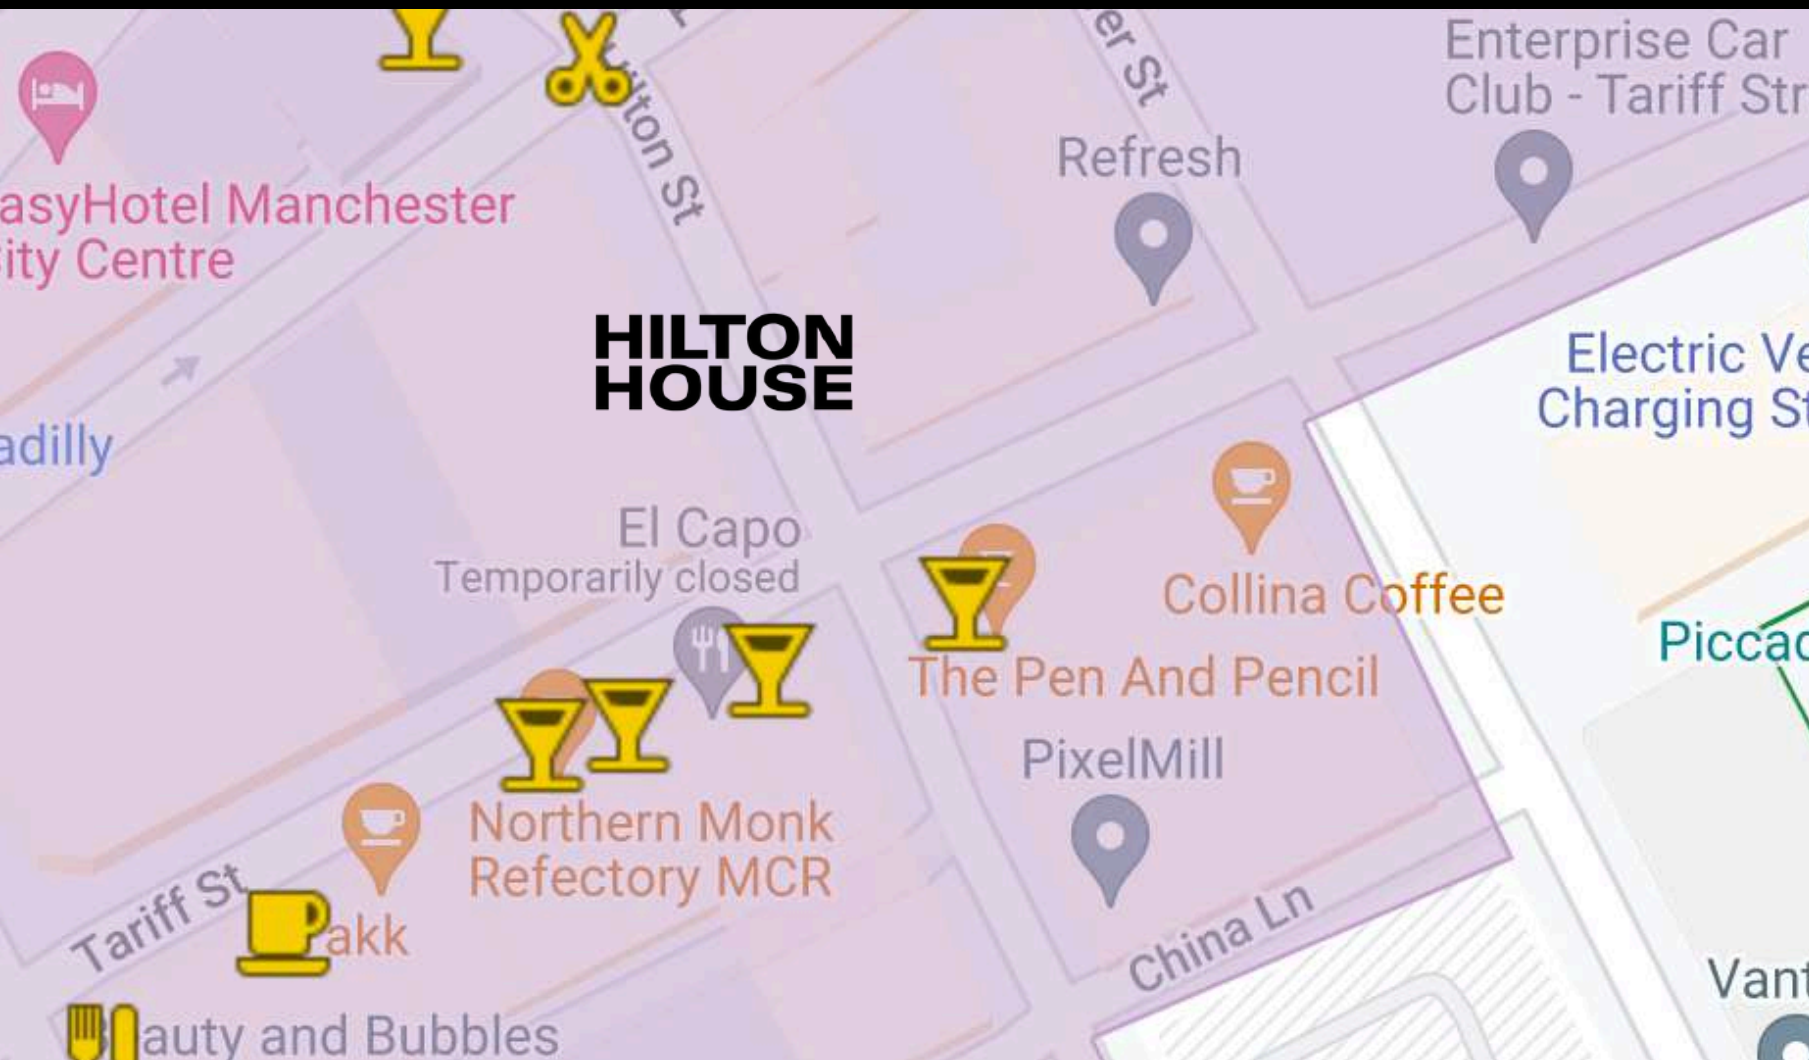 Enterprise Car
Club - Tariff Str
er St
ilton St
Refresh
asyHotel Manchester
ity Centre
HILTON
HOUSE
Electric Ve
Charging St
adilly
El Capo
Temporarily closed
Collina Coffee
Piccad
The Pen And Pencil
PixelMill
Northern Monk
Refectory MCR
Tariff St
akk
China Ln
Vant
auty and Bubbles